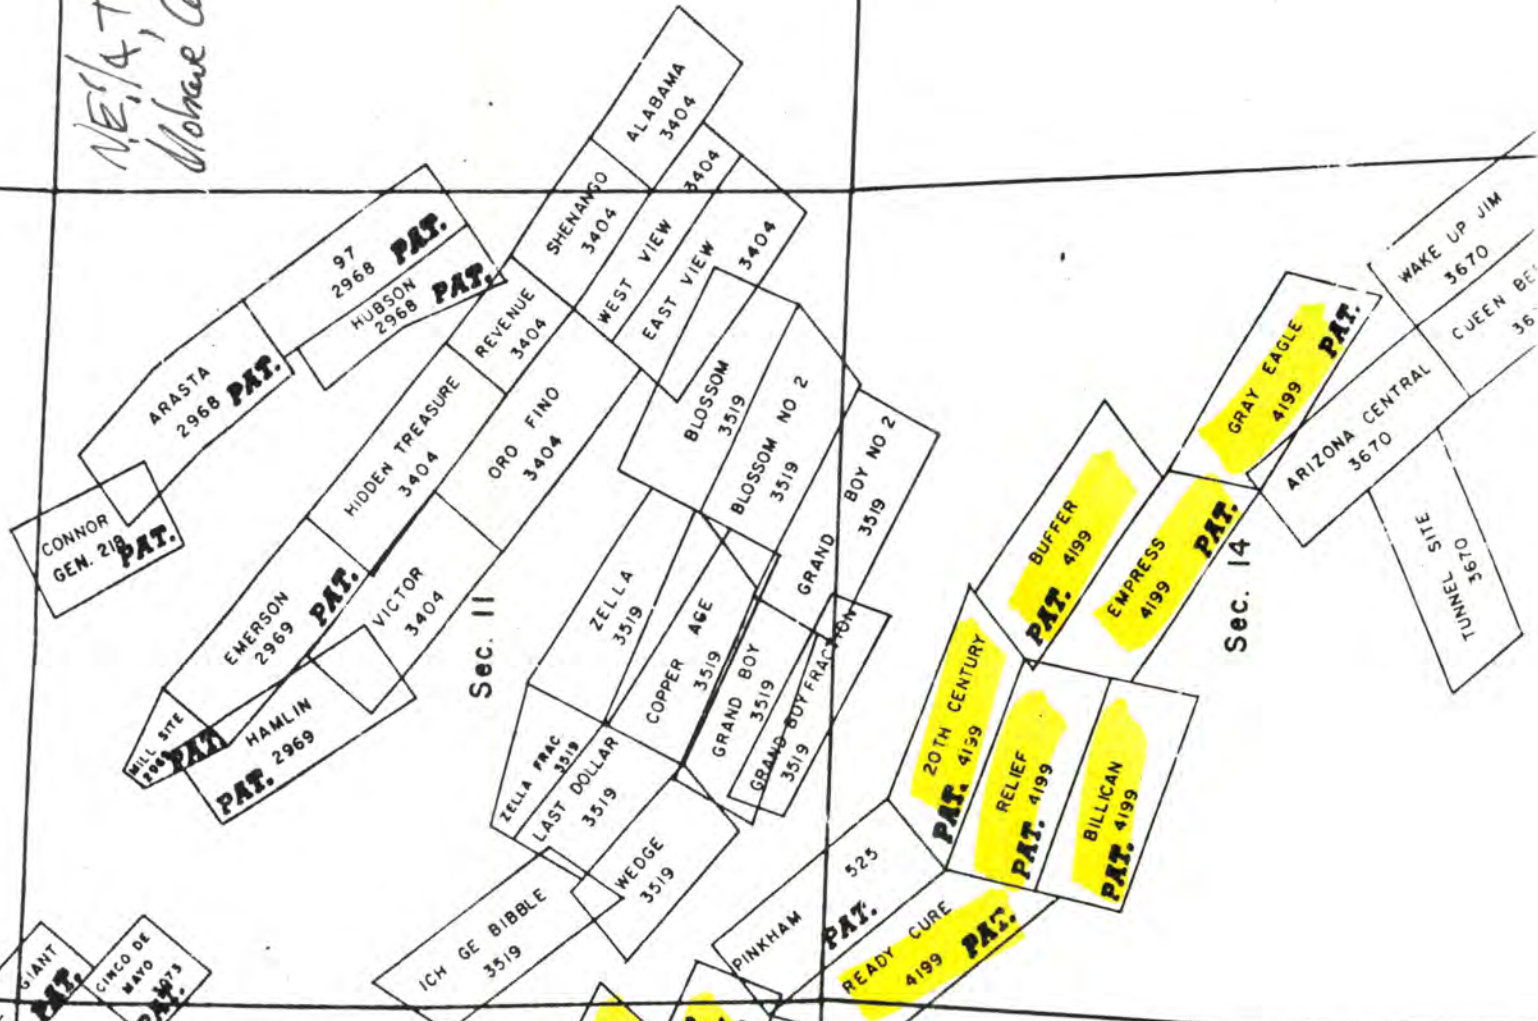 NE1/4, T
Mohave Co
ALABAMA
3404
SHENANGO
3404
WEST VIEW 3404
EAST VIEW 3404
97
2968 PAT.
HUBSON
2968 PAT.
REVENUE
3404
ARASTA
2968 PAT.
HIDDEN TREASURE
3404
ORO FINO
3404
CONNOR
GEN. 218
PAT.
EMERSON
2969 PAT.
VICTOR
3404
MILL SITE
2969
PAT.
HAMLIN
2969
PAT.
Sec. 11
BLOSSOM
3519
BLOSSOM NO 2
3519
GRAND BOY NO 2
3519
ZELLA
3519
COPPER AGE
3519
GRAND BOY
3519
GRAND BOY FRACTION
3519
ZELLA FRAC.
3519
LAST DOLLAR
3519
WEDGE
3519
ICH GE BIBBLE
3519
GIANT
PAT.
CINCO DE
MAYO
3073
PAT.
WAKE UP JIM
3670
QUEEN BE
36
GRAY EAGLE
4199
PAT.
ARIZONA CENTRAL
3670
TUNNEL SITE
3670
BUFFER
4199
PAT.
EMPRESS
4199
PAT.
Sec. 14
20TH CENTURY
PAT. 4199
RELIEF
PAT. 4199
BILLICAN
PAT. 4199
PINKHAM 525
PAT.
READY CURE
4199 PAT.